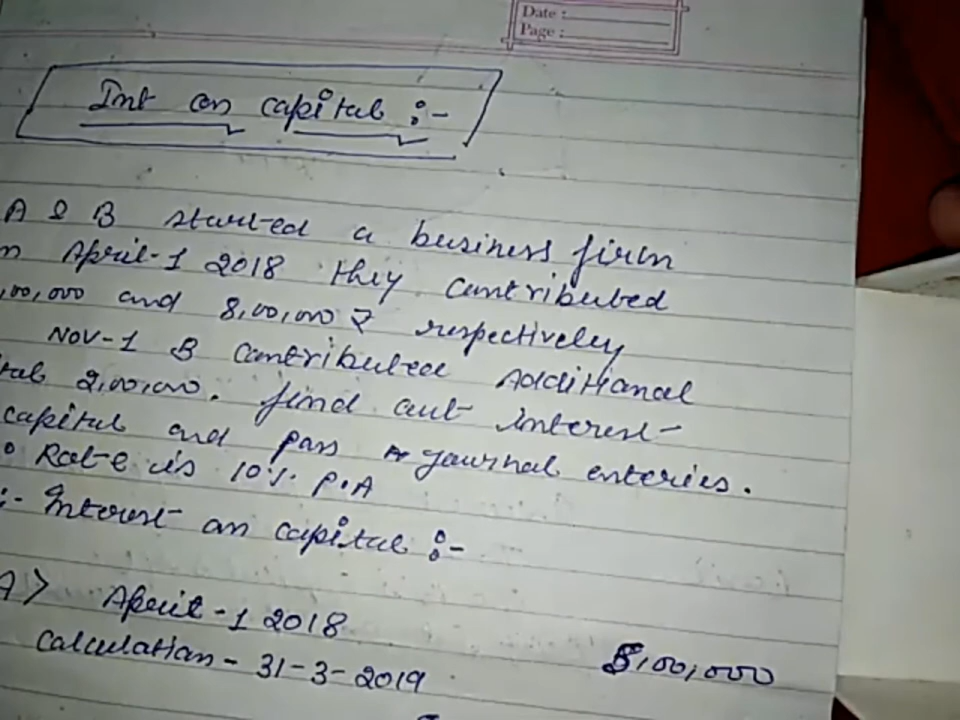 Date :
Page :
Int on capital :-
A & B started a business firm
n April-1 2018 they contributed
,00,000 and 8,00,000 ₹ respectively
Nov-1 B contributed Additional
tal 2,00,000. find out interest
capital and pass journal enteries.
Rate is 10% P.A
:- Interest on capital :-
A> April-1 2018
calculation - 31-3-2019
5,00,000